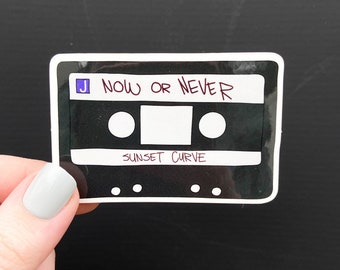 J NOW OR NEVER
SUNSET CURVE